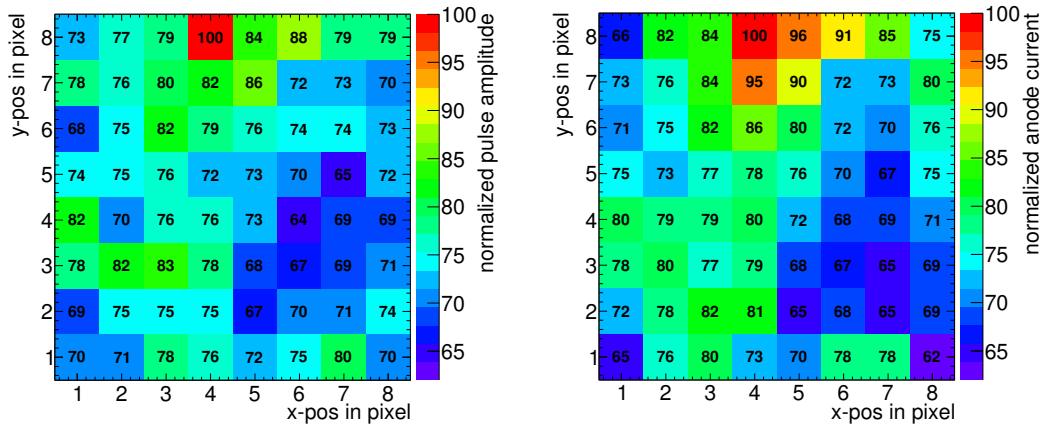 8 73 77 79 100 84 88 79 79
7 78 76 80 82 86 72 73 70
6 68 75 82 79 76 74 74 73
5 74 75 76 72 73 70 65 72
4 82 70 76 76 73 64 69 69
3 78 82 83 78 68 67 69 71
2 69 75 75 75 67 70 71 74
1 70 71 78 76 72 75 80 70
1 2 3 4 5 6 7 8
x-pos in pixel
y-pos in pixel
100
95
90
85
80
75
70
65
normalized pulse amplitude
8 66 82 84 100 96 91 85 75
7 73 76 84 95 90 72 73 80
6 71 75 82 86 80 72 70 76
5 75 73 77 78 76 70 67 75
4 80 79 79 80 72 68 69 71
3 78 80 77 79 68 67 65 69
2 72 78 82 81 65 68 65 69
1 65 76 80 73 70 78 78 62
1 2 3 4 5 6 7 8
x-pos in pixel
y-pos in pixel
100
95
90
85
80
75
70
65
normalized anode current